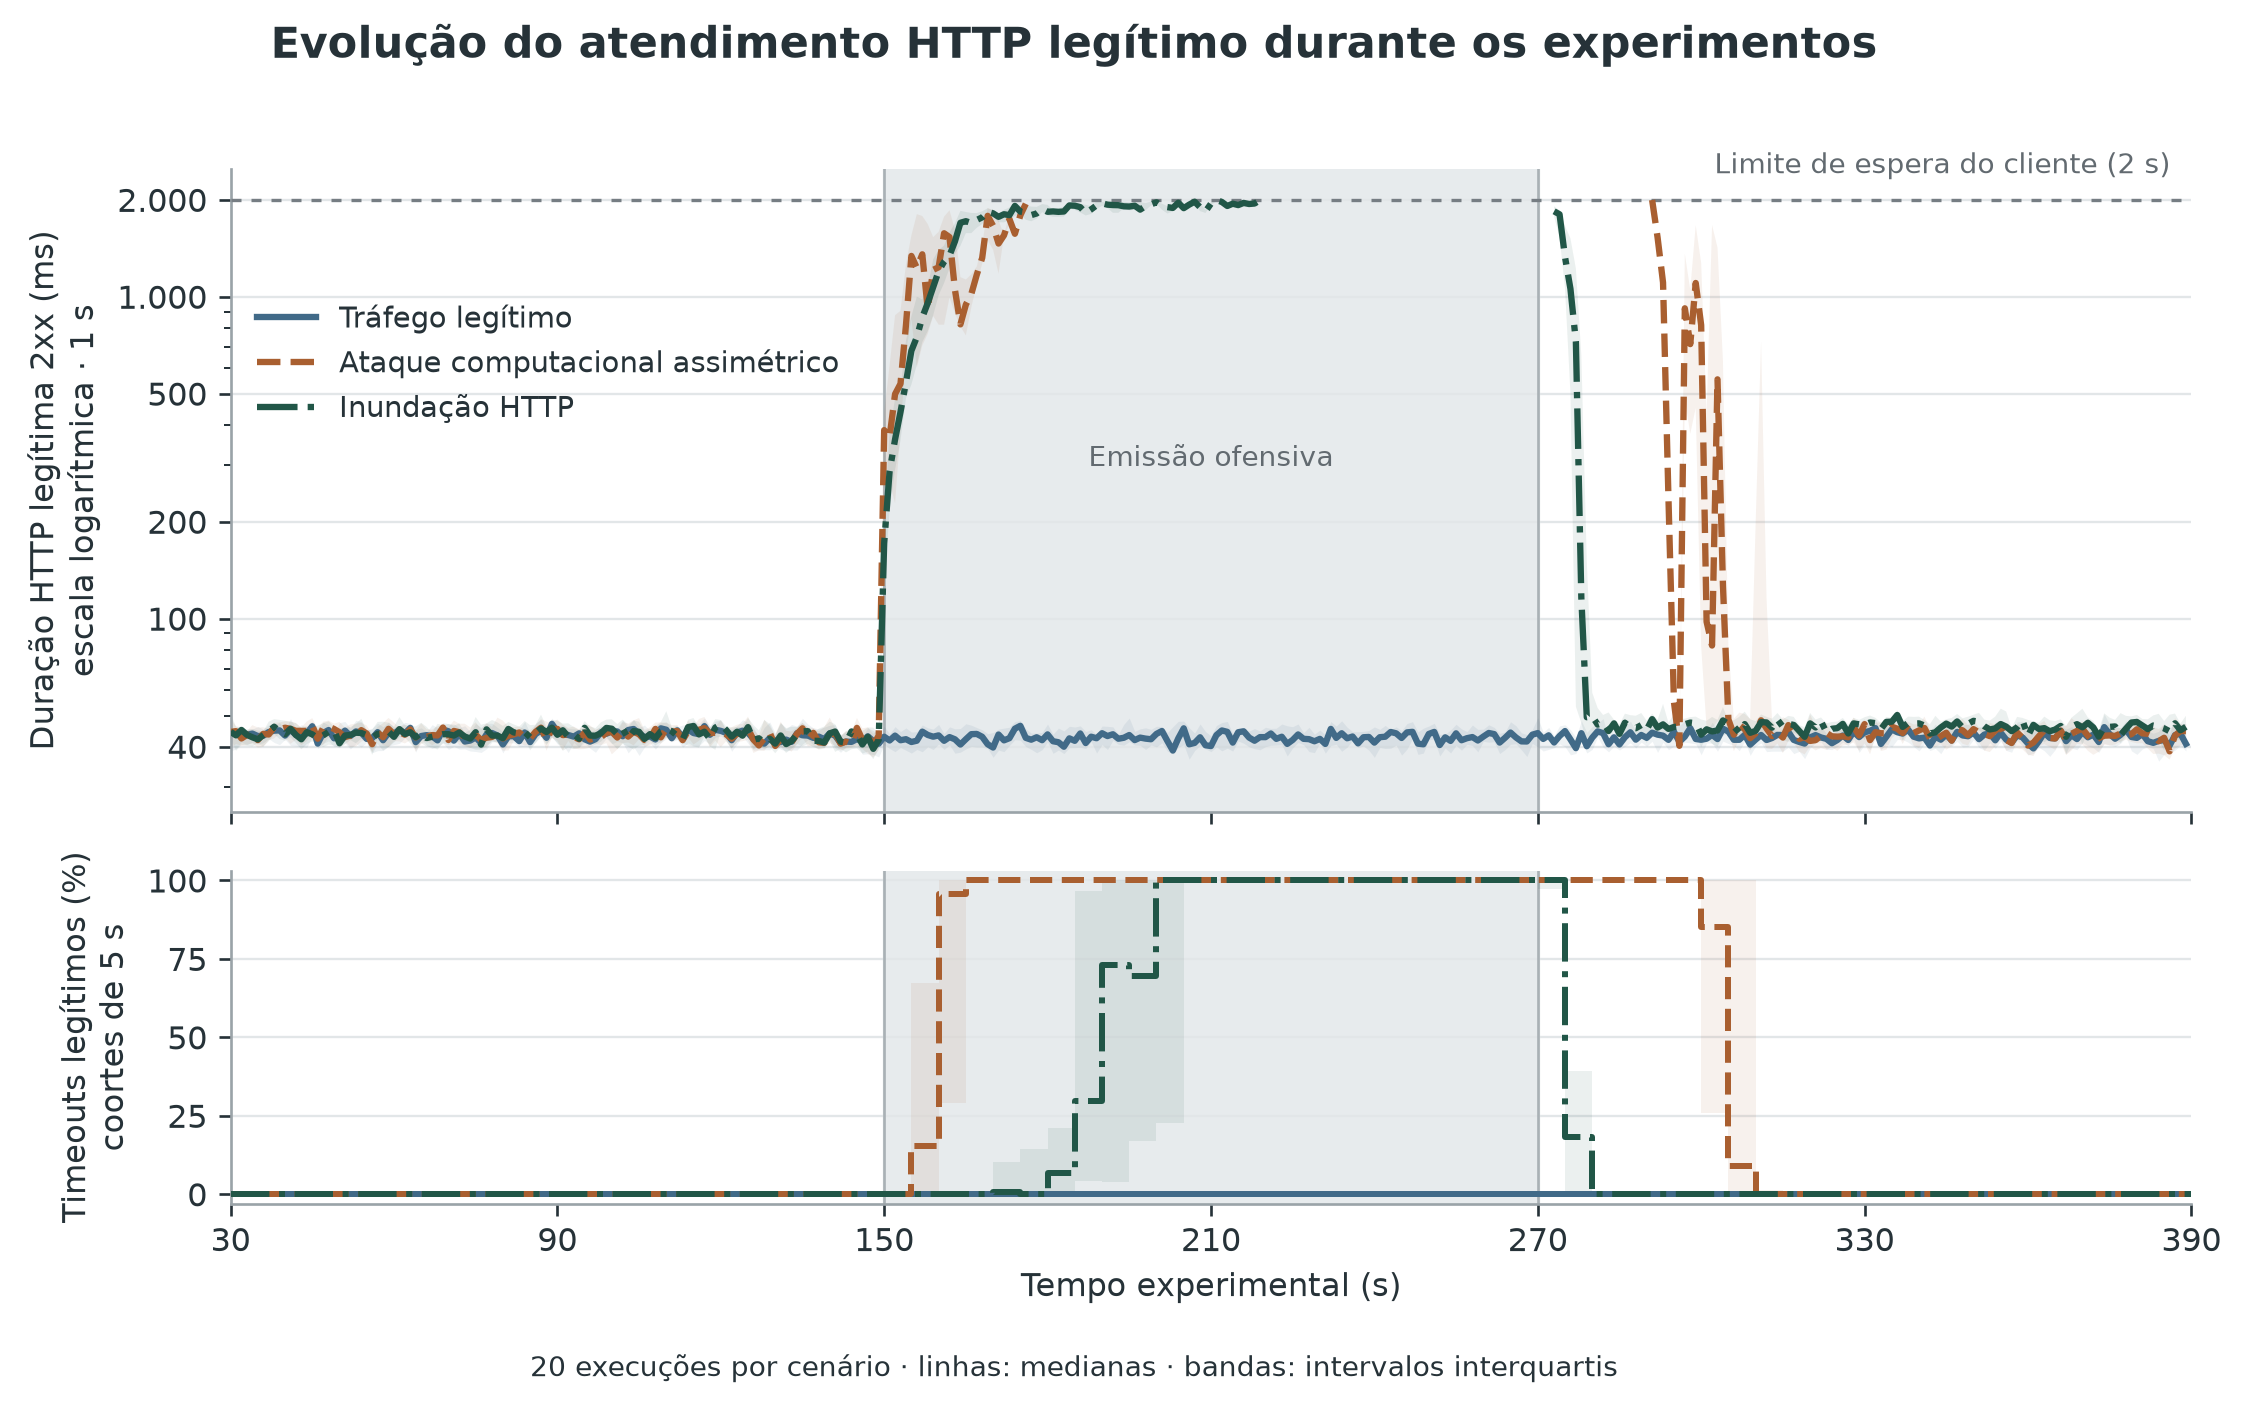 Evolução do atendimento HTTP legítimo durante os experimentos
Limite de espera do cliente (2 s)
Duração HTTP legítima 2xx (ms)
escala logarítmica · 1 s
2.000
1.000
500
200
100
40
Tráfego legítimo
Ataque computacional assimétrico
Inundação HTTP
Emissão ofensiva
Timeouts legítimos (%)
coortes de 5 s
100
75
50
25
0
30 90 150 210 270 330 390
Tempo experimental (s)
20 execuções por cenário · linhas: medianas · bandas: intervalos interquartis